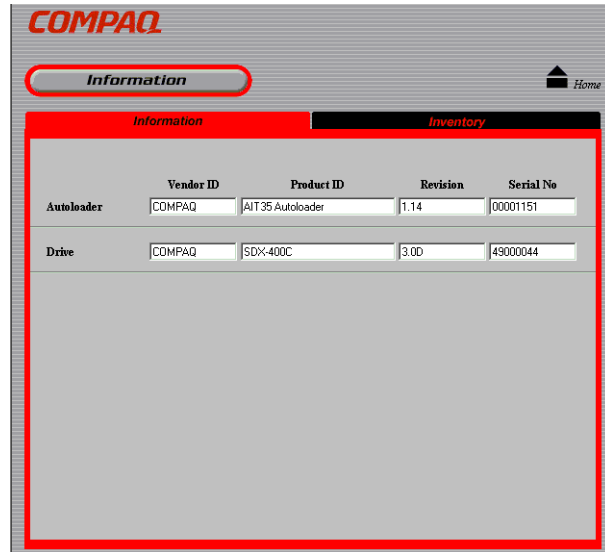 COMPAQ
Information
Home
Information Inventory
Vendor ID Product ID Revision Serial No
Autoloader COMPAQ AIT35 Autoloader 1.14 00001151
Drive COMPAQ SDX-400C 3.0D 49000044